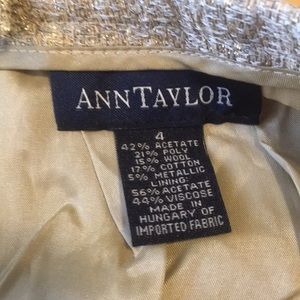 ANNTAYLOR
4
42% ACETATE
21% POLY
15% WOOL
17% COTTON
5% METALLIC
LINING:
56% ACETATE
44% VISCOSE
MADE IN
HUNGARY OF
IMPORTED FABRIC